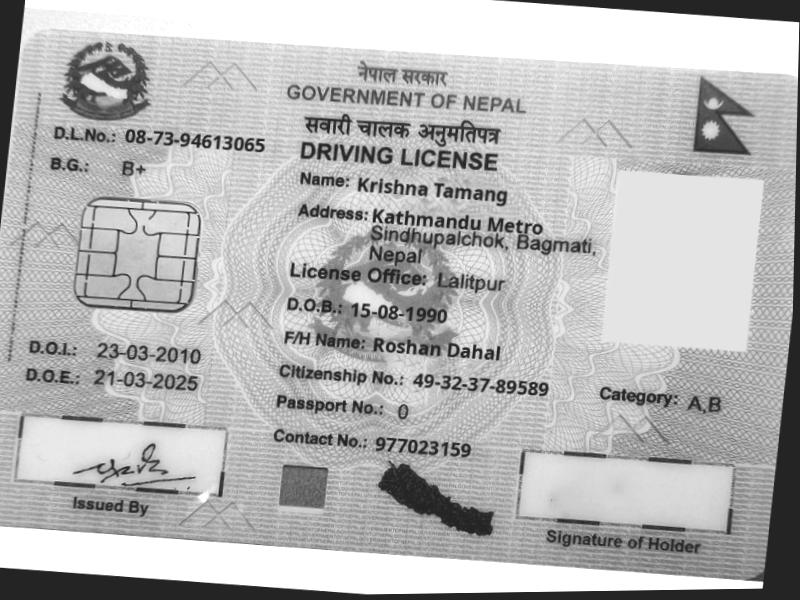 नेपाल सरकार
GOVERNMENT OF NEPAL
सवारी चालक अनुमतिपत्र
DRIVING LICENSE
D.L.No.: 08-73-94613065
B.G.: B+
Name: Krishna Tamang
Address: Kathmandu Metro
Sindhupalchok, Bagmati,
Nepal
License Office: Lalitpur
D.O.B.: 15-08-1990
F/H Name: Roshan Dahal
D.O.I.: 23-03-2010
D.O.E.: 21-03-2025
Citizenship No.: 49-32-37-89589
Category: A,B
Passport No.: 0
Contact No.: 977023159
Issued By
Signature of Holder